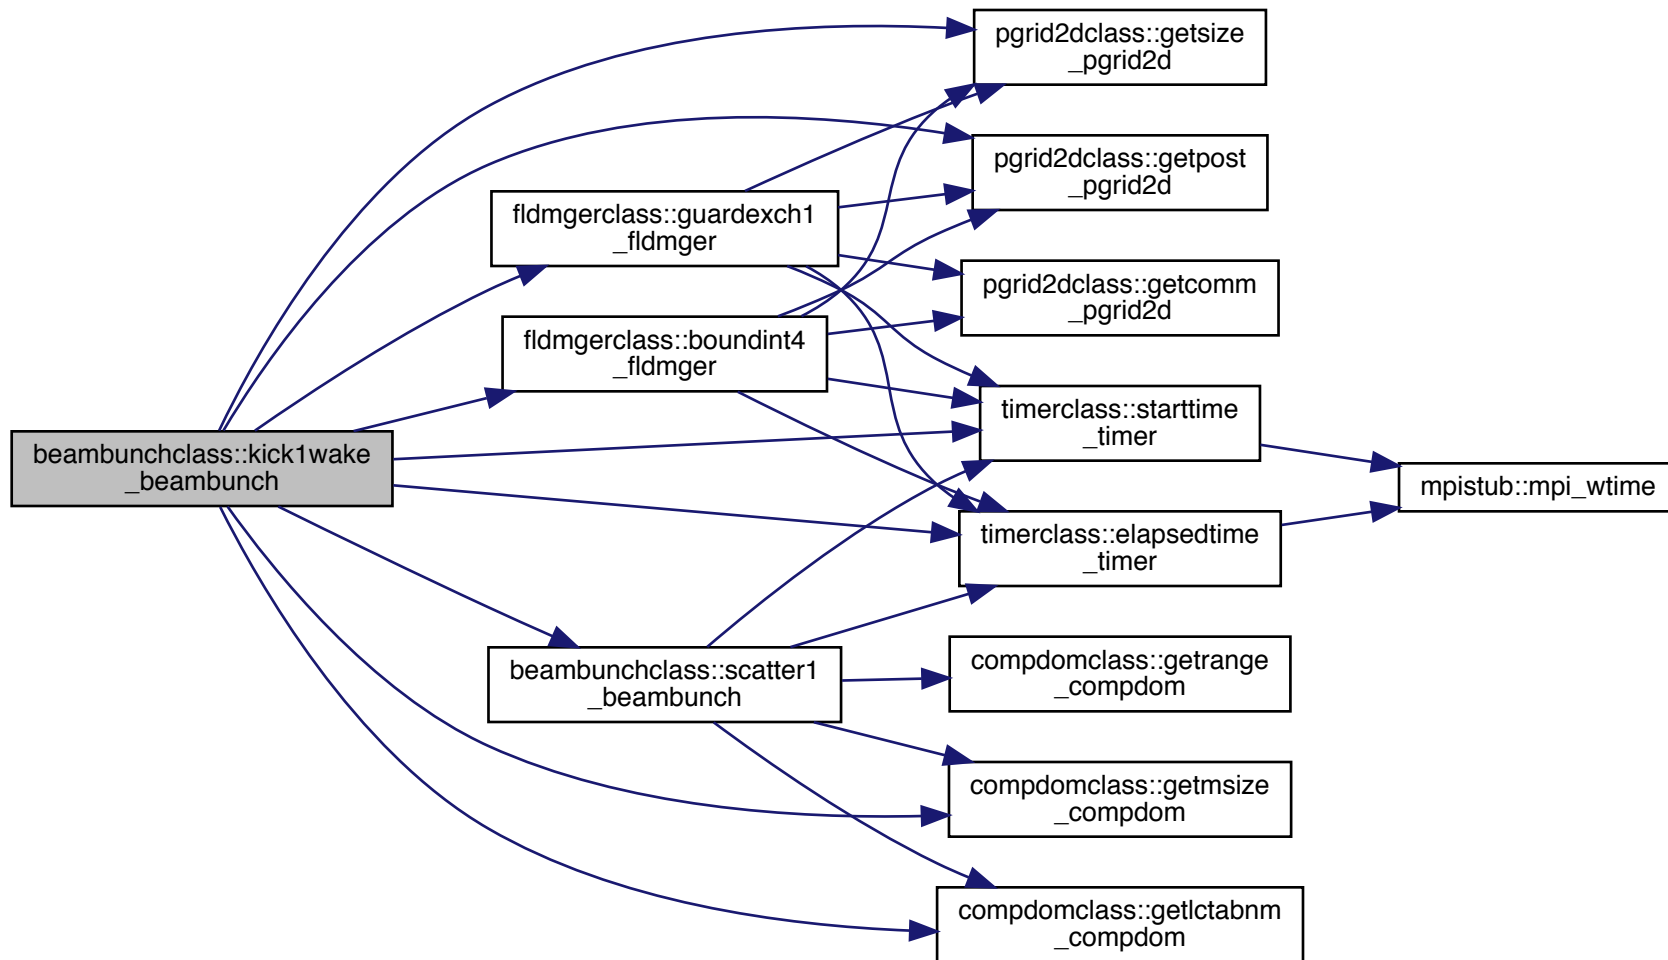 pgrid2dclass::getsize
_pgrid2d
pgrid2dclass::getpost
_pgrid2d
fldmgerclass::guardexch1
_fldmger
pgrid2dclass::getcomm
_pgrid2d
fldmgerclass::boundint4
_fldmger
timerclass::starttime
_timer
beambunchclass::kick1wake
_beambunch
mpistub::mpi_wtime
timerclass::elapsedtime
_timer
compdomclass::getrange
_compdom
beambunchclass::scatter1
_beambunch
compdomclass::getmsize
_compdom
compdomclass::getlctabnm
_compdom